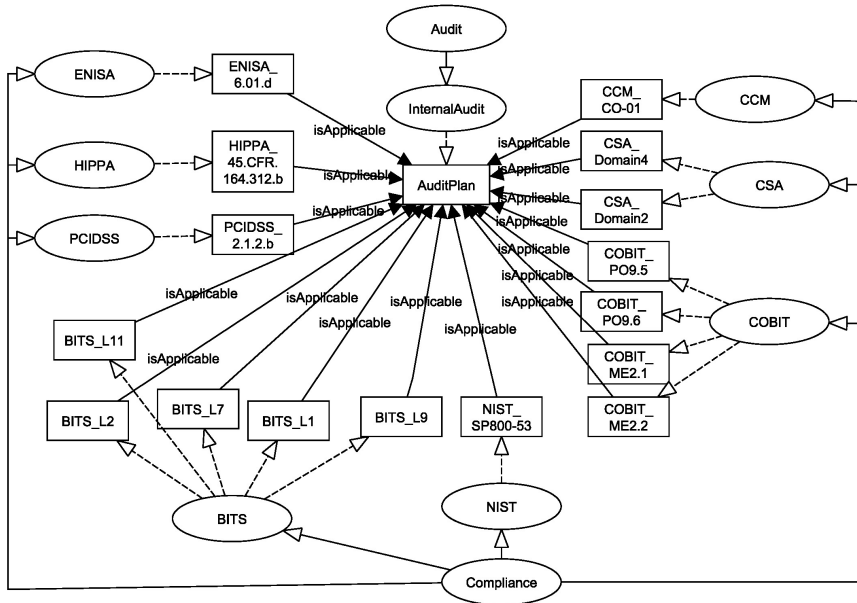 Audit
ENISA
ENISA_
6.01.d
CCM_
CO-01
CCM
InternalAudit
isApplicable
isApplicable
HIPPA
HIPPA_
45.CFR.
164.312.b
isApplicable
AuditPlan
isApplicable
CSA_
Domain4
CSA
isApplicable
CSA_
Domain2
PCIDSS
PCIDSS_
2.1.2.b
isApplicable
isApplicable
COBIT_
PO9.5
isApplicable
isApplicable
isApplicable
isApplicable
isApplicable
COBIT_
PO9.6
COBIT
isApplicable
isApplicable
isApplicable
BITS_L11
isApplicable
COBIT_
ME2.1
BITS_L2
BITS_L7
BITS_L1
BITS_L9
NIST_
SP800-53
COBIT_
ME2.2
BITS
NIST
Compliance